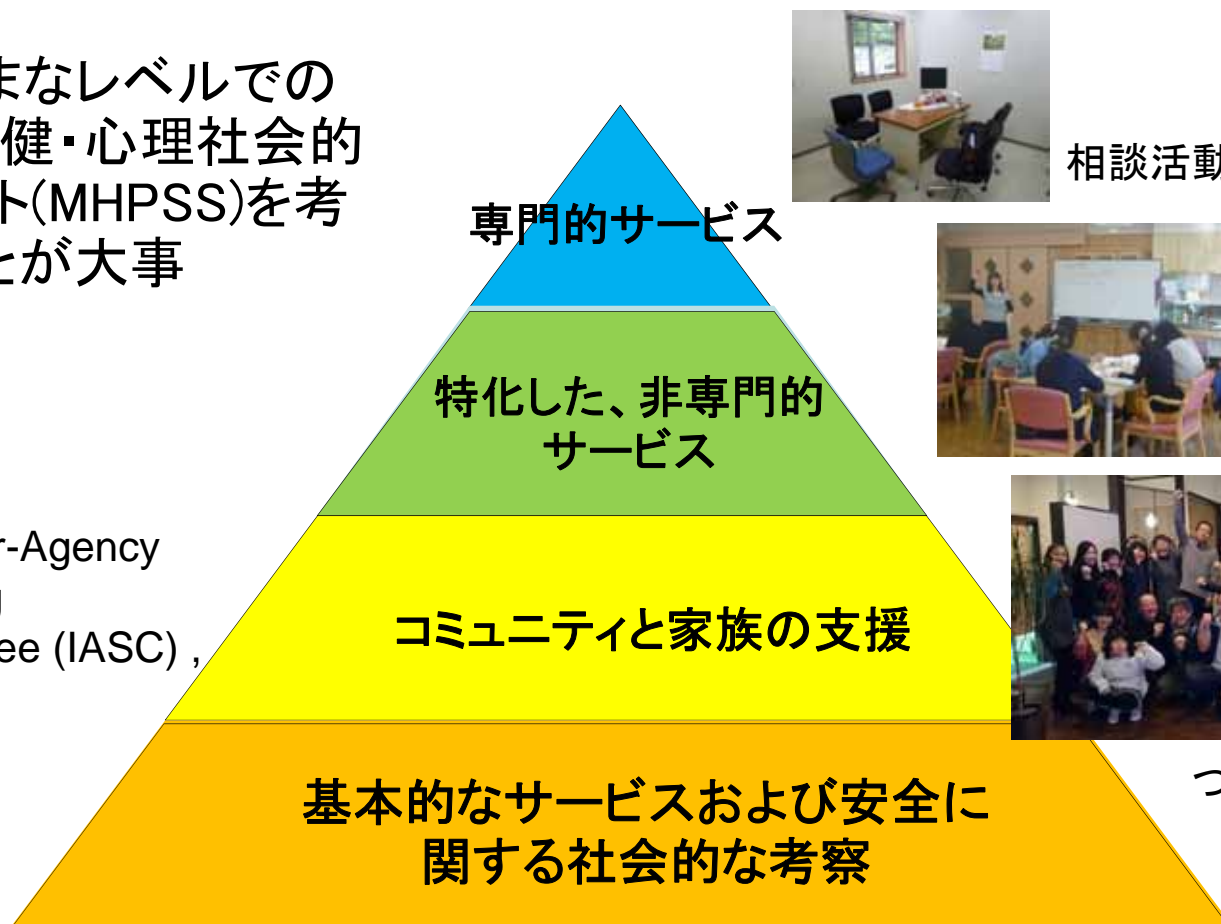 まなレベルでの
健・心理社会的
ト(MHPSS)を考
とが大事
相談活動
専門的サービス
特化した、非専門的
サービス
r-Agency
ee (IASC) ,
コミュニティと家族の支援
つ
基本的なサービスおよび安全に
関する社会的な考察